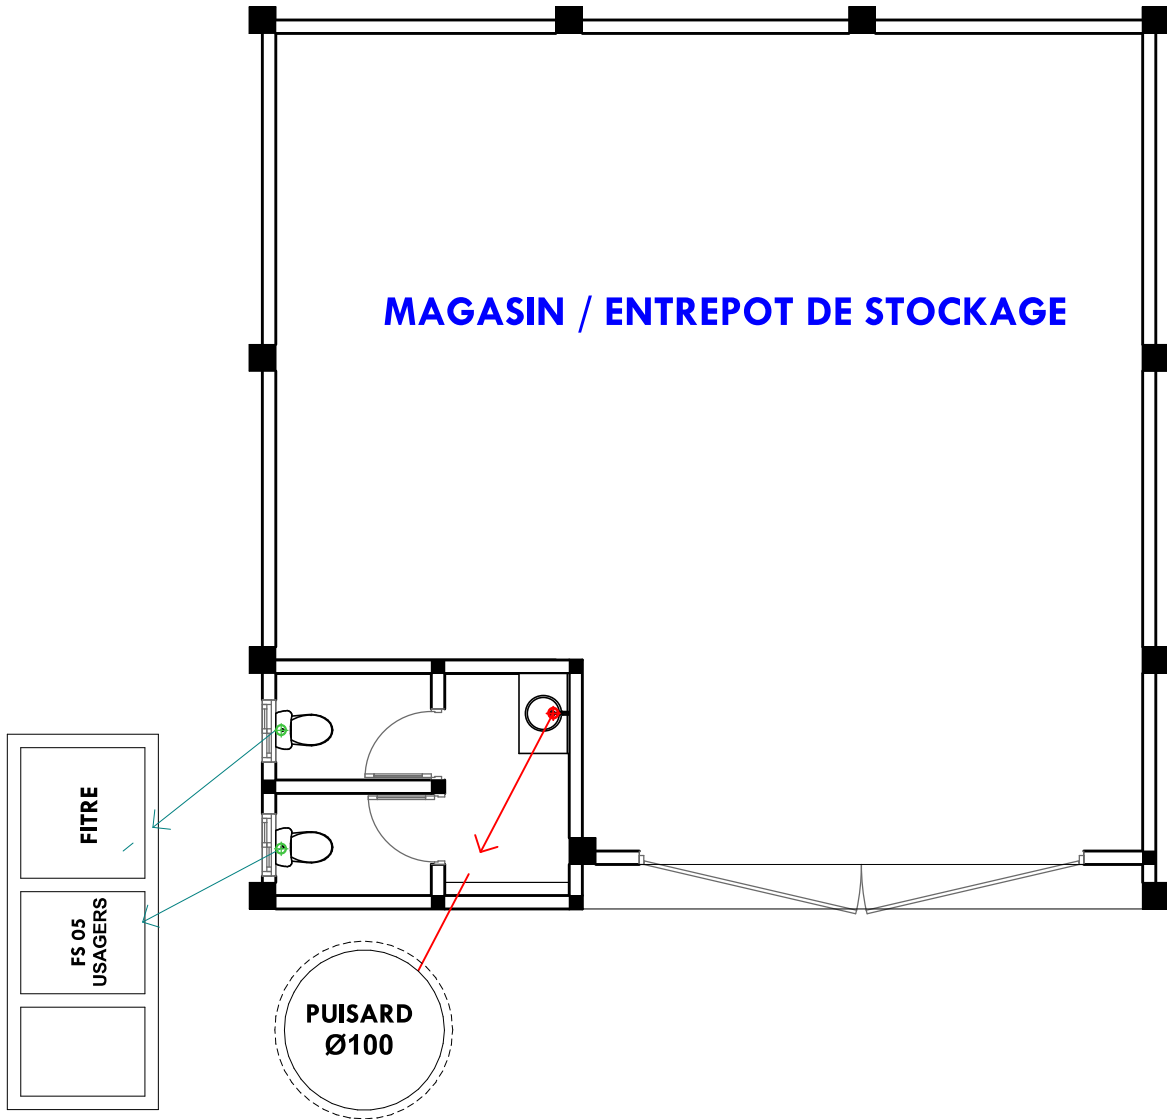 MAGASIN / ENTREPOT DE STOCKAGE
FITRE
FS 05
USAGERS
PUISARD
Ø100